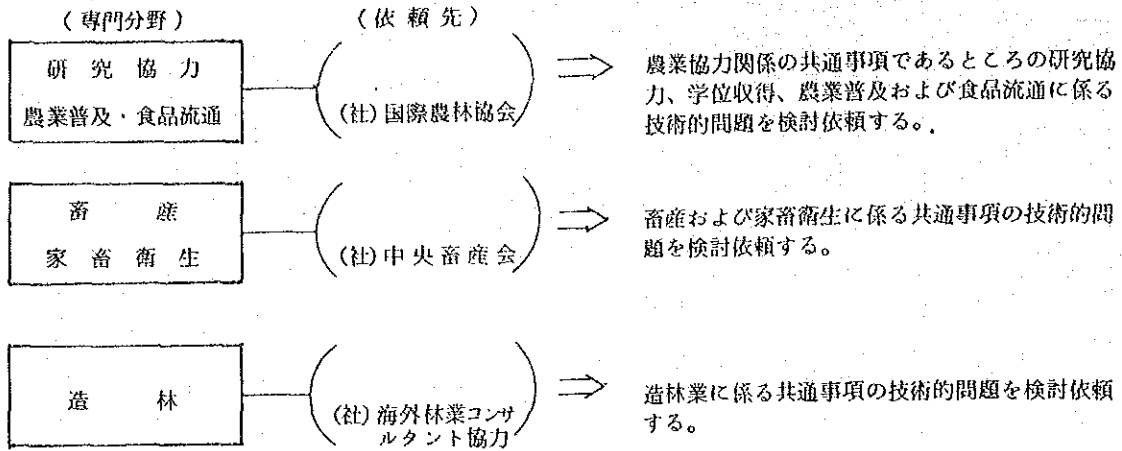 (専門分野)
(依頼先)
研究協力
農業普及・食品流通
(社)国際農林協会
農業協力関係の共通事項であるところの研究協
力、学位収得、農業普及および食品流通に係る
技術的問題を検討依頼する。
畜産
家畜衛生
(社)中央畜産会
畜産および家畜衛生に係る共通事項の技術的問
題を検討依頼する。
造林
(社)海外林業コンサ
ルタント協力
造林業に係る共通事項の技術的問題を検討依頼
する。